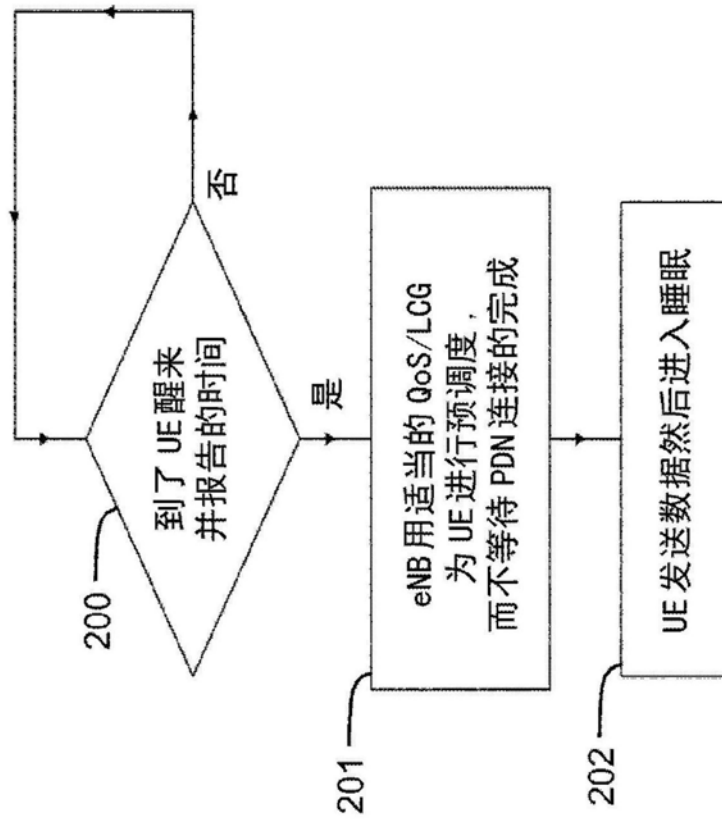 200
到了 UE 醒来
并报告的时间
否
是
201
eNB 用适当的 QoS/LCG
为 UE 进行预调度，
而不等待 PDN 连接的完成
202
UE 发送数据然后进入睡眠